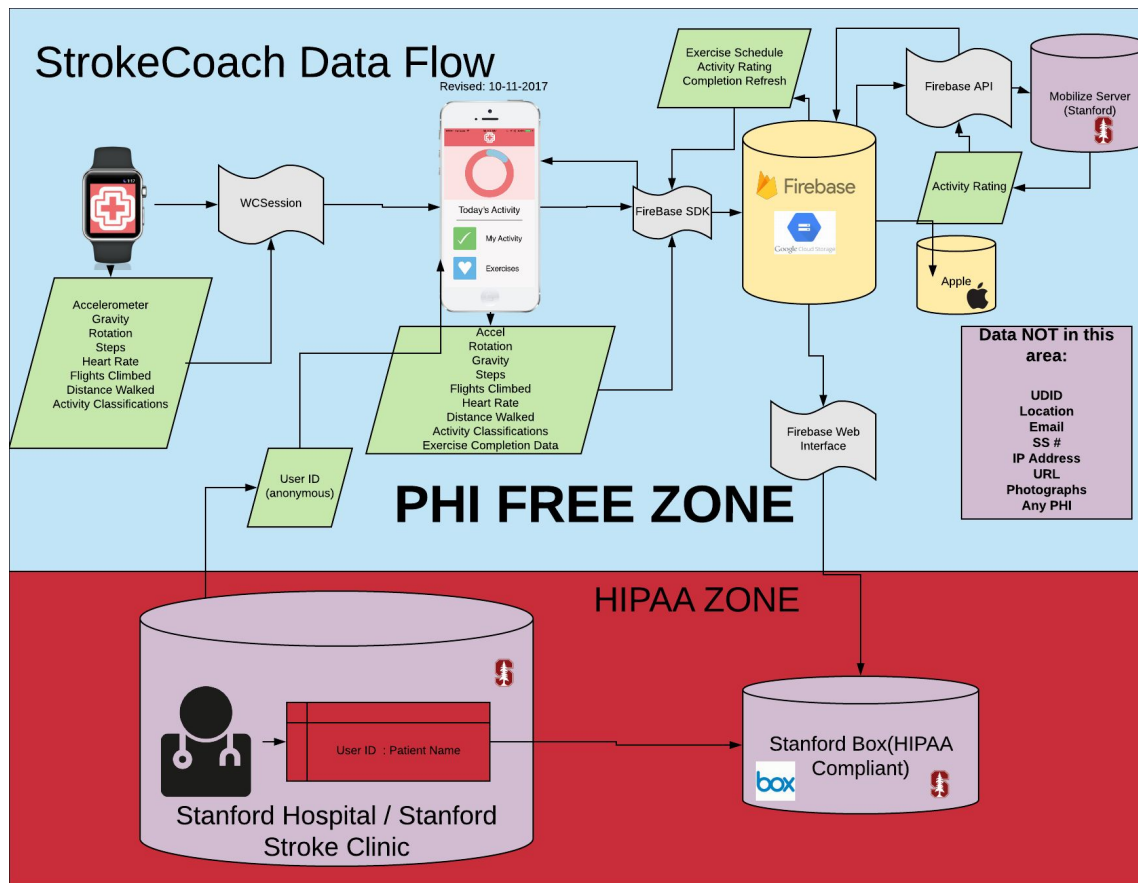 StrokeCoach Data Flow
Revised: 10-11-2017
WCSession
Accelerometer
Gravity
Rotation
Steps
Heart Rate
Flights Climbed
Distance Walked
Activity Classifications
Today's Activity
My Activity
Exercises
Accel
Rotation
Gravity
Steps
Flights Climbed
Heart Rate
Distance Walked
Activity Classifications
Exercise Completion Data
User ID
(anonymous)
Exercise Schedule
Activity Rating
Completion Refresh
FireBase SDK
Firebase
Google Cloud Storage
Firebase API
Mobilize Server
(Stanford)
S
Activity Rating
Apple
Data NOT in this
area:
UDID
Location
Email
SS #
IP Address
URL
Photographs
Any PHI
Firebase Web
Interface
PHI FREE ZONE
HIPAA ZONE
S
User ID : Patient Name
Stanford Hospital / Stanford
Stroke Clinic
Stanford Box(HIPAA
Compliant)
box
S